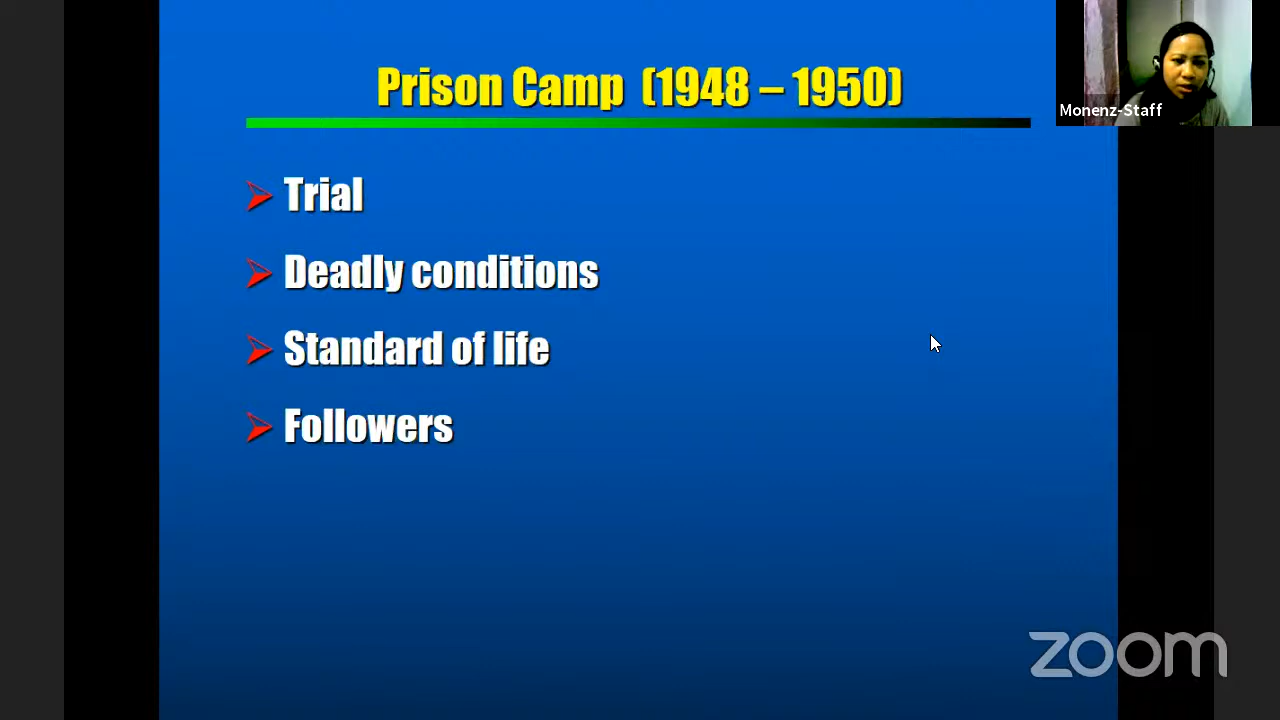 Prison Camp (1948 – 1950)
Monenz-Staff
Trial
Deadly conditions
Standard of life
Followers
zoom